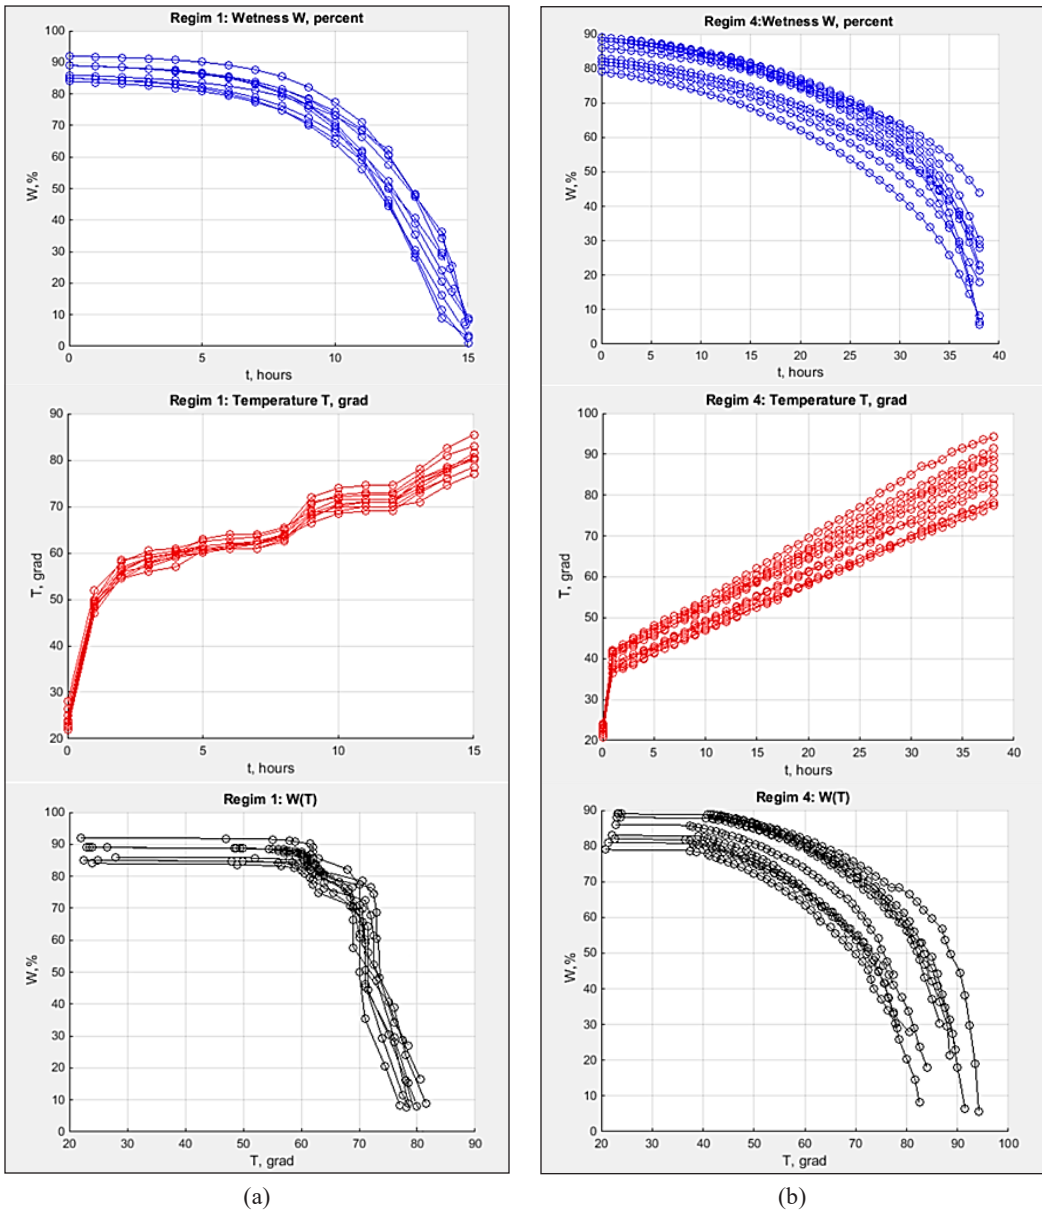 Regim 1: Wetness W, percent
100
90
80
70
60
50
40
30
20
10
0
W,%
0 5 10 15
t, hours
Regim 1: Temperature T, grad
90
80
70
60
50
40
30
20
T, grad
0 5 10 15
t, hours
Regim 1: W(T)
100
90
80
70
60
50
40
30
20
10
0
W,%
20 30 40 50 60 70 80 90
T, grad
(a)
Regim 4:Wetness W, percent
90
80
70
60
50
40
30
20
10
0
W,%
0 5 10 15 20 25 30 35 40
t, hours
Regim 4: Temperature T, grad
100
90
80
70
60
50
40
30
20
T, grad
0 5 10 15 20 25 30 35 40
t, hours
Regim 4: W(T)
90
80
70
60
50
40
30
20
10
0
W,%
20 30 40 50 60 70 80 90 100
T, grad
(b)